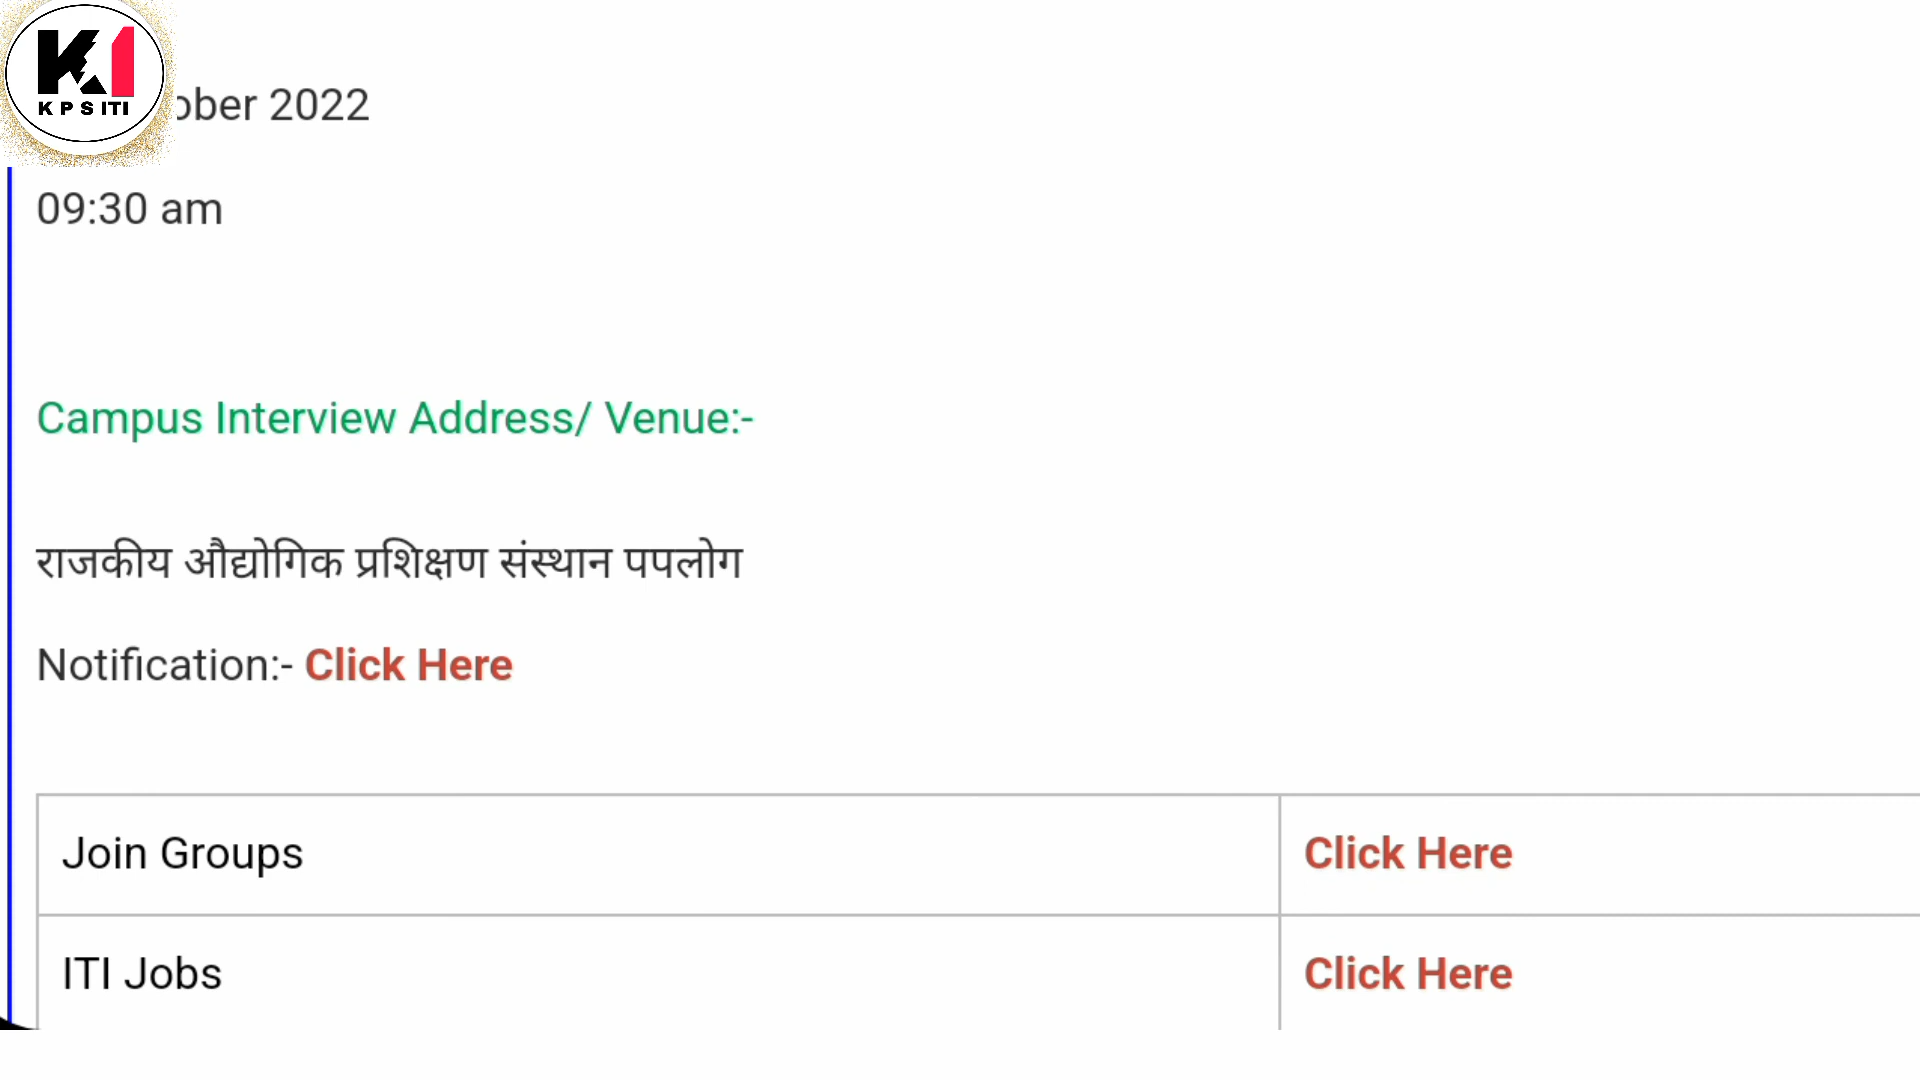 K1
K P S ITI
ober 2022
09:30 am
Campus Interview Address/ Venue:-
राजकीय औद्योगिक प्रशिक्षण संस्थान पपलोग
Notification:- Click Here
Join Groups Click Here
ITI Jobs Click Here